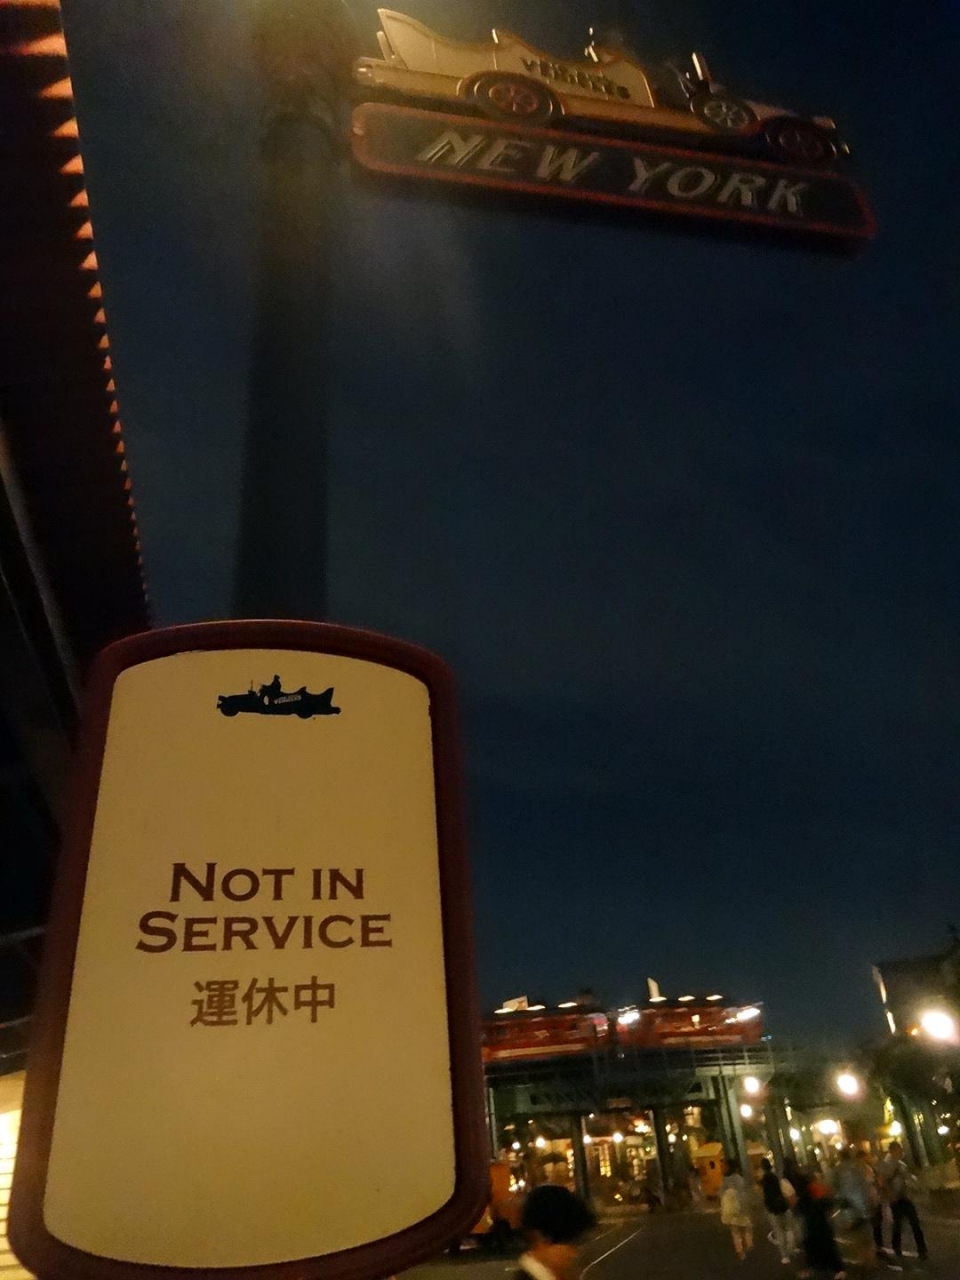 NEW YORK
NOT IN
SERVICE
運休中